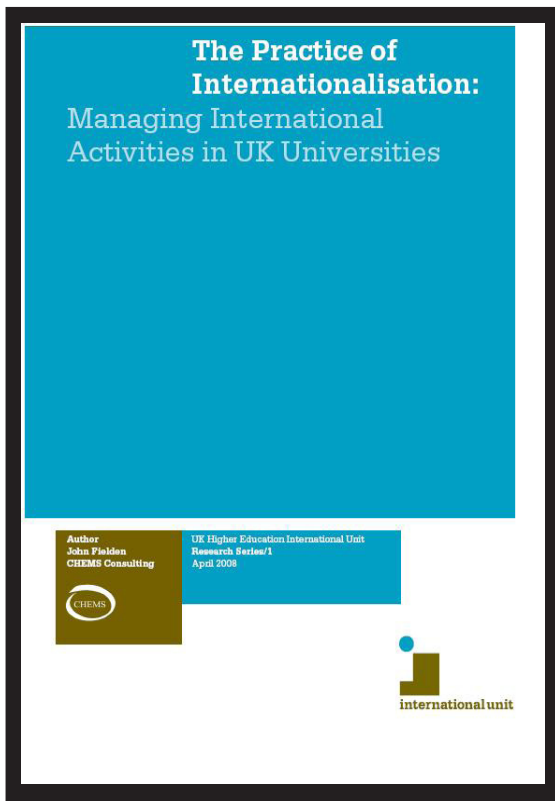 The Practice of
Internationalisation:
Managing International
Activities in UK Universities
Author
John Fielden
CHEMS Consulting
CHEMS
UK Higher Education International Unit
Research Series/1
April 2008
international unit